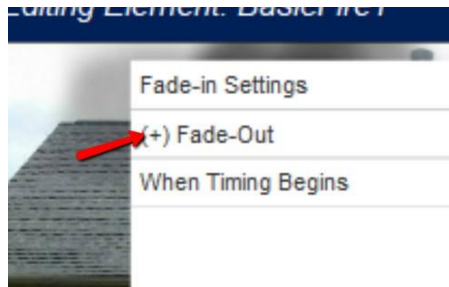 Editing Element: BasicFire1
Fade-in Settings
(+) Fade-Out
When Timing Begins